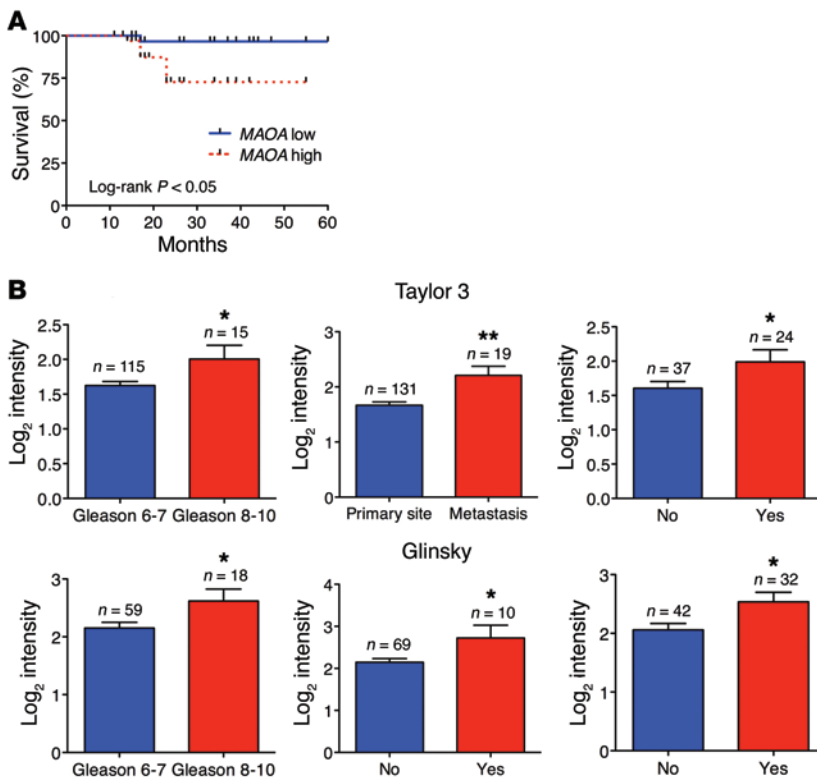 A
100
75
50
25
0
Survival (%)
MAOA low
MAOA high
Log-rank P < 0.05
0 10 20 30 40 50 60
Months
B
Taylor 3
2.5
2.0
1.5
1.0
0.5
0.0
Log2 intensity
n = 115
*
n = 15
Gleason 6-7 Gleason 8-10
3
2
1
0
Log2 intensity
n = 131
**
n = 19
Primary site Metastasis
2.5
2.0
1.5
1.0
0.5
0.0
Log2 intensity
n = 37
*
n = 24
No Yes
Glinsky
3
2
1
0
Log2 intensity
n = 59
*
n = 18
Gleason 6-7 Gleason 8-10
4
3
2
1
0
Log2 intensity
n = 69
*
n = 10
No Yes
3
2
1
0
Log2 intensity
n = 42
*
n = 32
No Yes